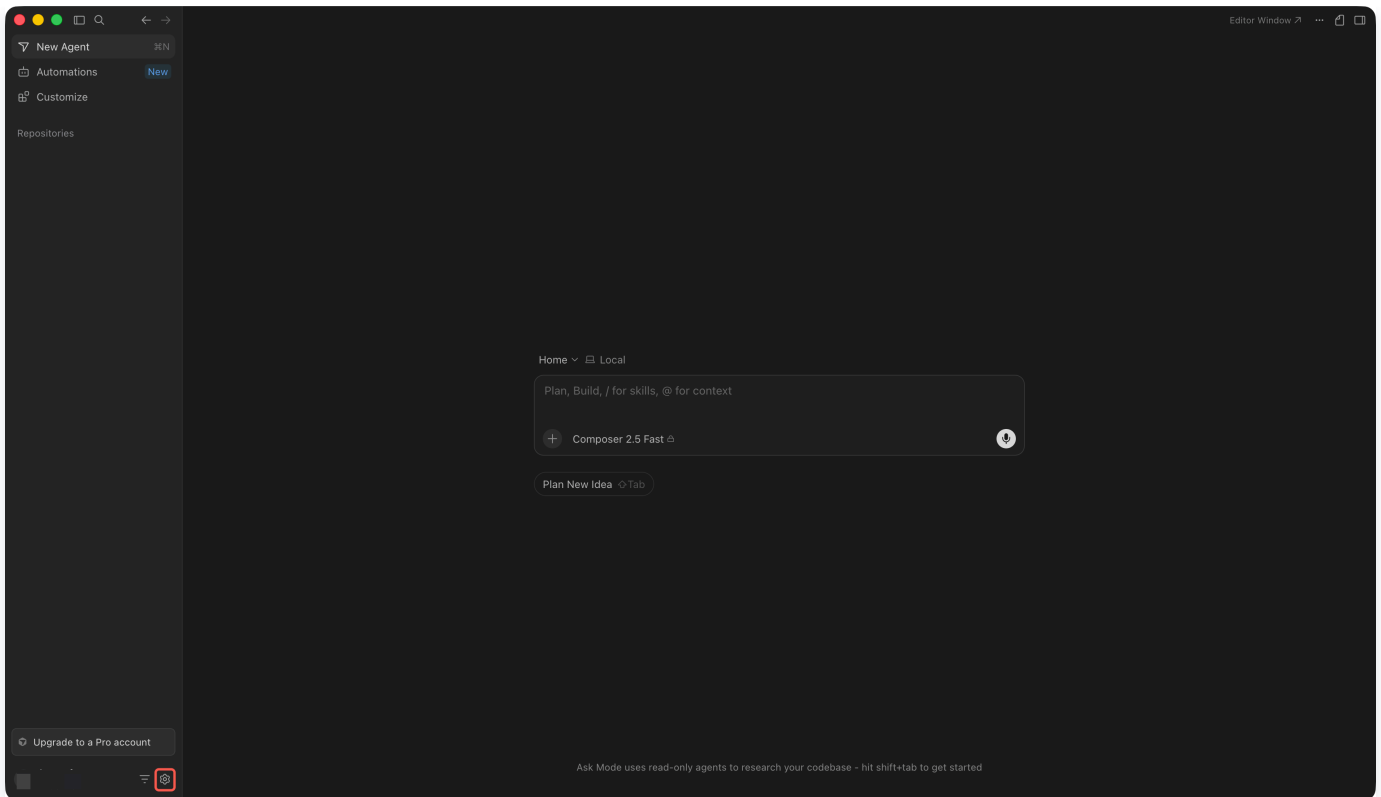 Editor Window ↗ ···
New Agent ⌘N
Automations New
Customize
Repositories
Home Local
Plan, Build, / for skills, @ for context
Composer 2.5 Fast
Plan New Idea ⇧Tab
Upgrade to a Pro account
Ask Mode uses read-only agents to research your codebase - hit shift+tab to get started